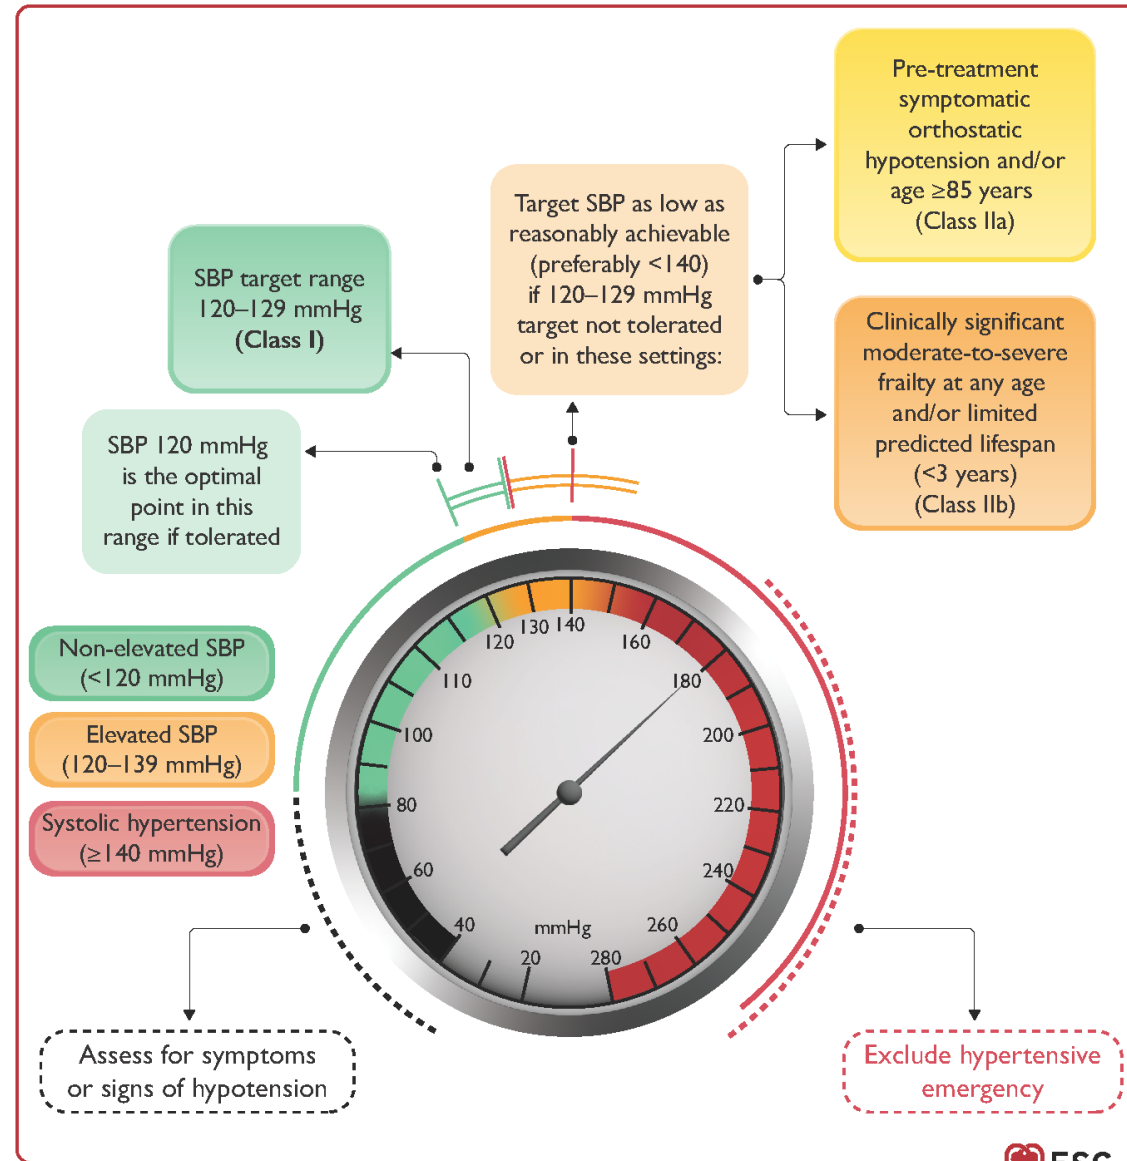 Pre-treatment
symptomatic
orthostatic
hypotension and/or
age ≥85 years
(Class IIa)
Target SBP as low as
reasonably achievable
(preferably <140)
if 120–129 mmHg
target not tolerated
or in these settings:
SBP target range
120–129 mmHg
(Class I)
Clinically significant
moderate-to-severe
frailty at any age
and/or limited
predicted lifespan
(<3 years)
(Class IIb)
SBP 120 mmHg
is the optimal
point in this
range if tolerated
Non-elevated SBP
(<120 mmHg)
Elevated SBP
(120–139 mmHg)
Systolic hypertension
(≥140 mmHg)
20
40
60
80
100
110
120
130
140
160
180
200
220
240
260
280
mmHg
Assess for symptoms
or signs of hypotension
Exclude hypertensive
emergency
ESC